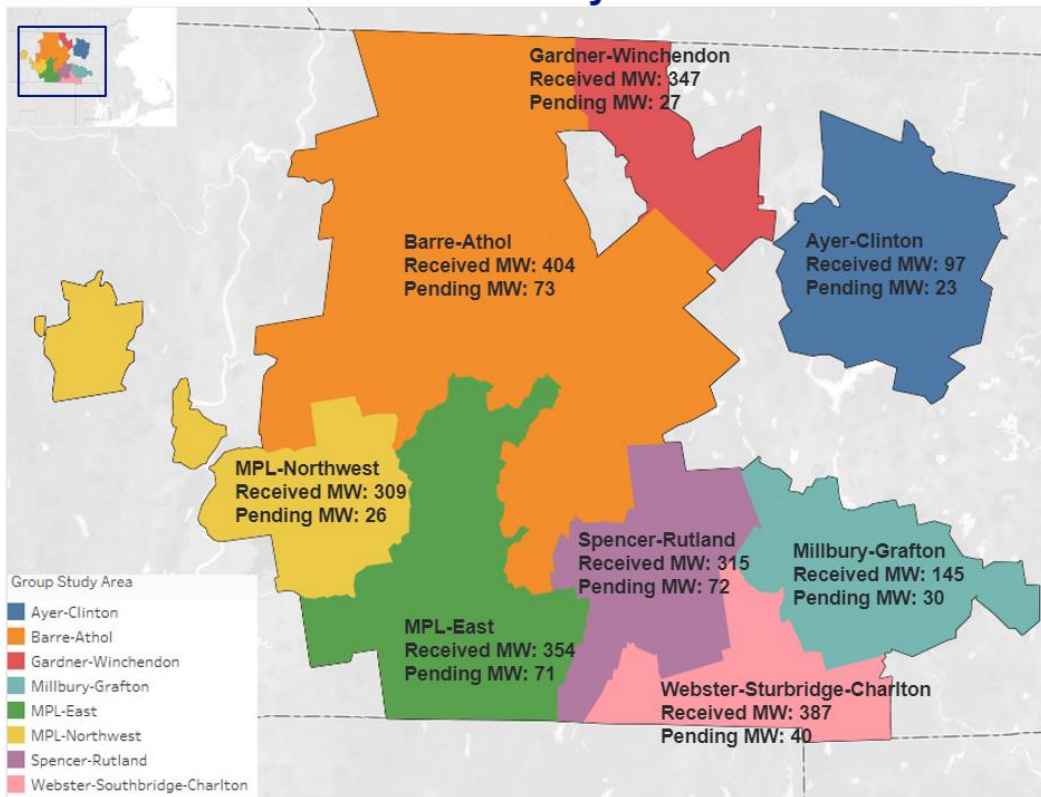 Gardner-Winchendon
Received MW: 347
Pending MW: 27
Barre-Athol
Received MW: 404
Pending MW: 73
Ayer-Clinton
Received MW: 97
Pending MW: 23
MPL-Northwest
Received MW: 309
Pending MW: 26
Spencer-Rutland
Received MW: 315
Pending MW: 72
Millbury-Grafton
Received MW: 145
Pending MW: 30
MPL-East
Received MW: 354
Pending MW: 71
Webster-Sturbridge-Charlton
Received MW: 387
Pending MW: 40
Group Study Area
Ayer-Clinton
Barre-Athol
Gardner-Winchendon
Millbury-Grafton
MPL-East
MPL-Northwest
Spencer-Rutland
Webster-Southbridge-Charlton